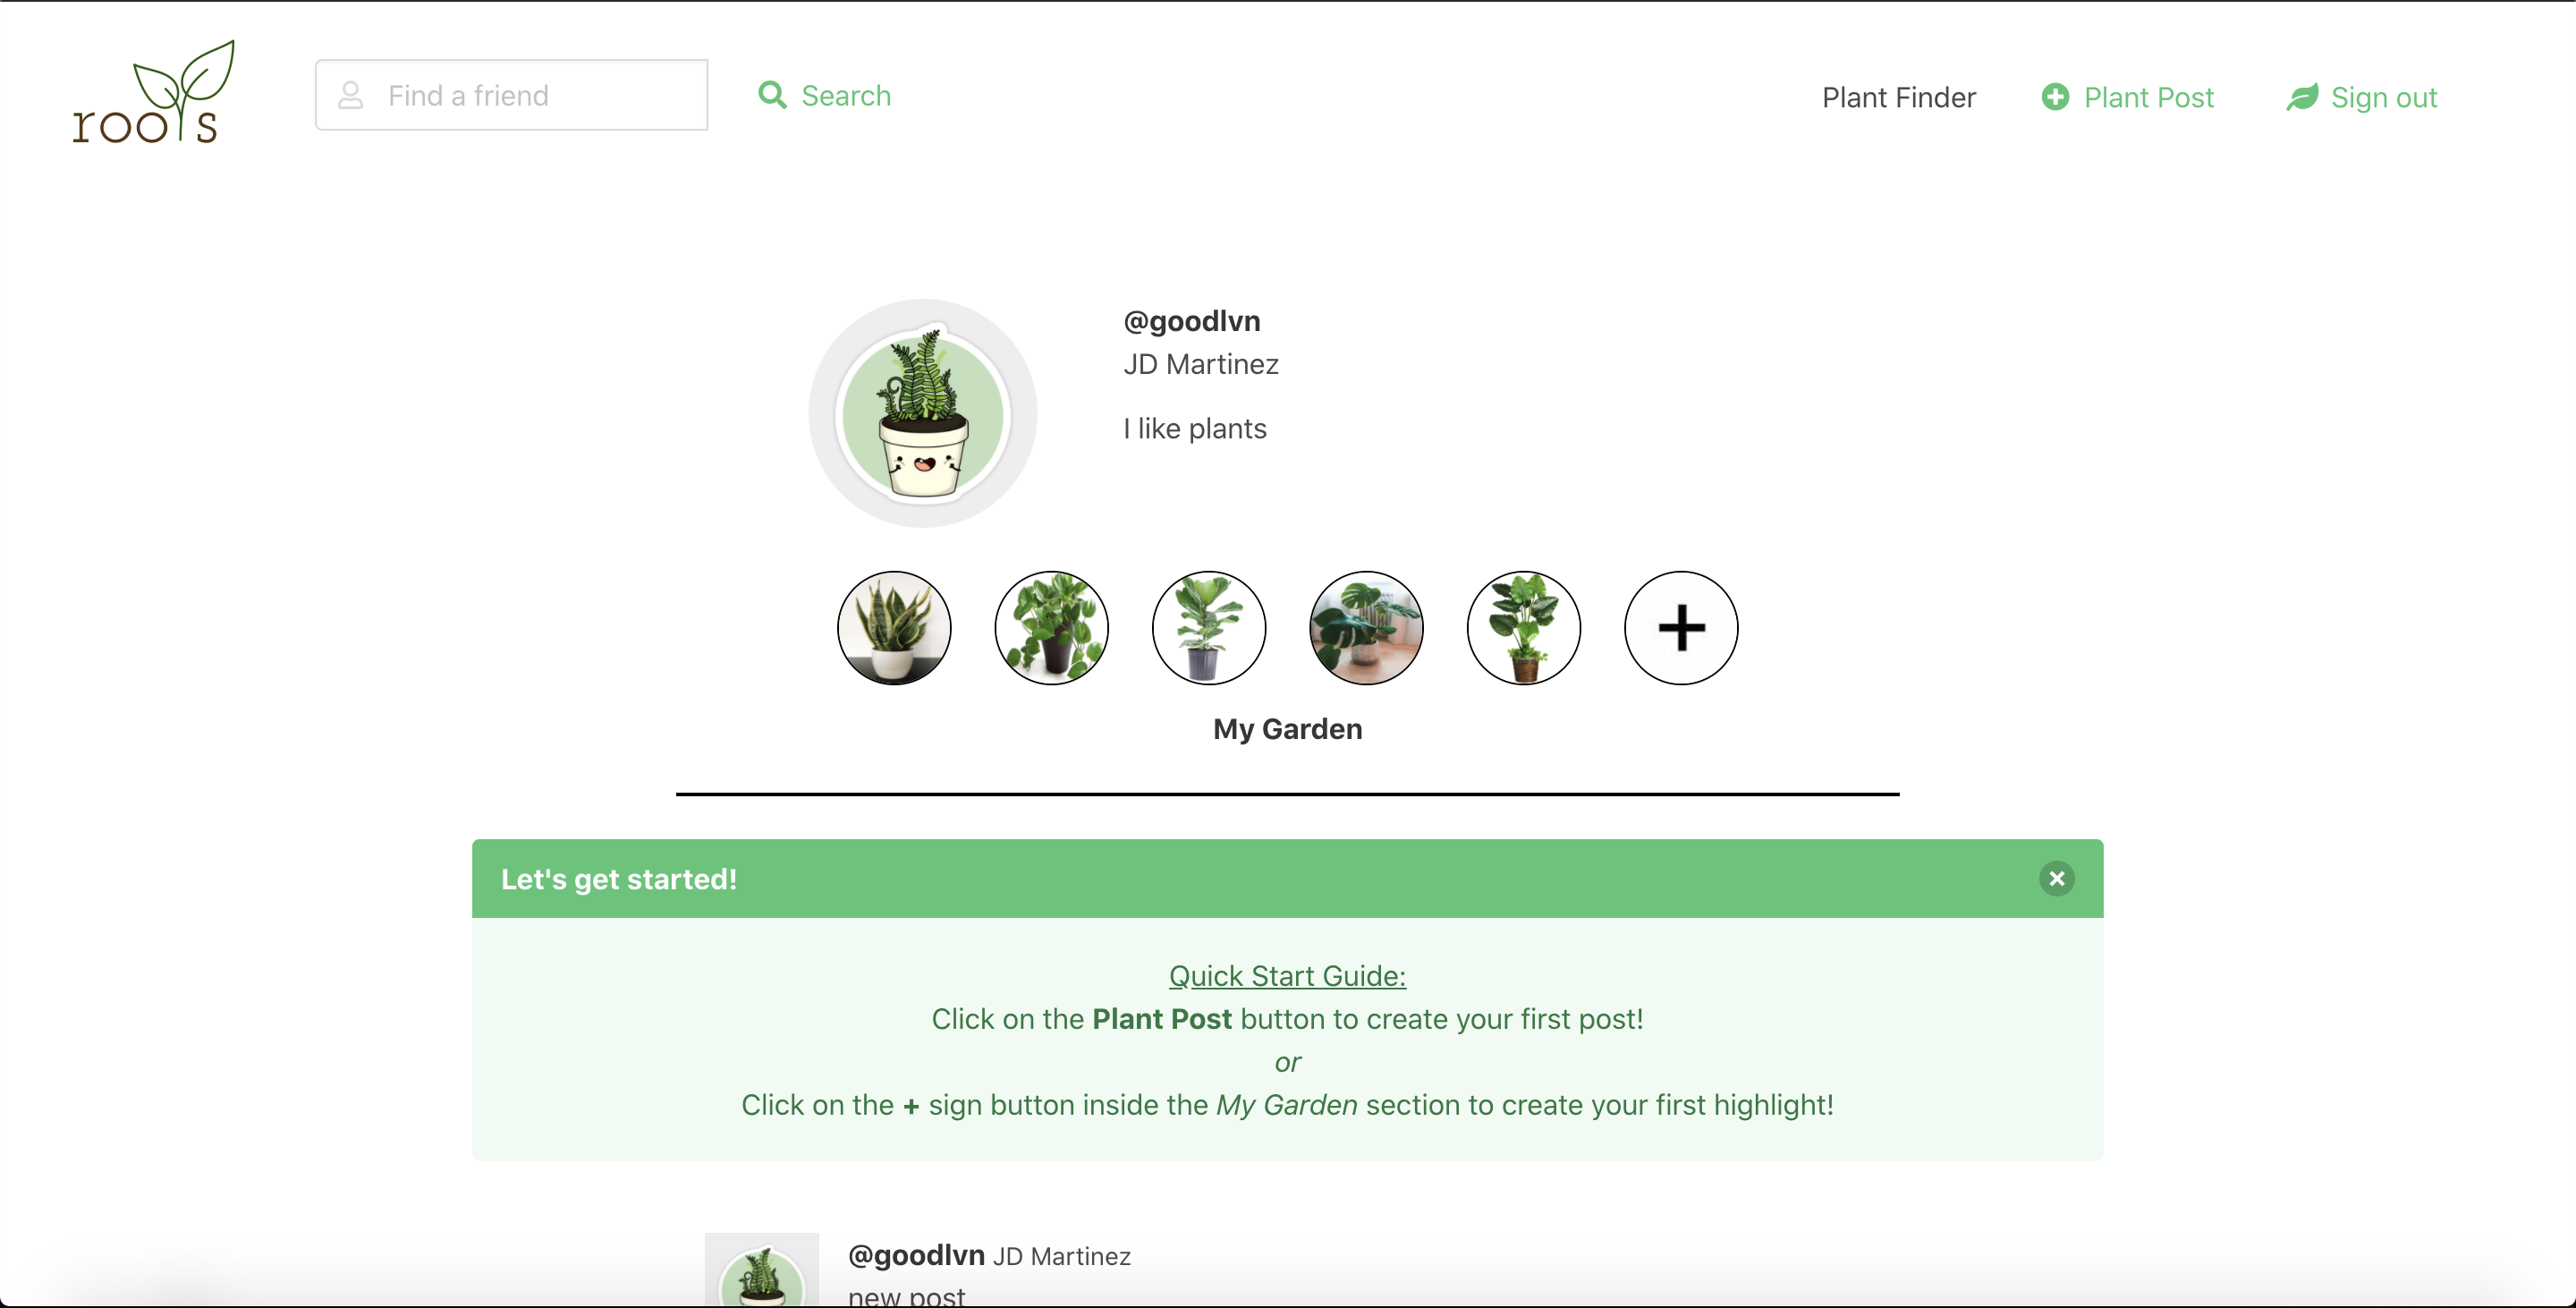 roots
Find a friend
Search
Plant Finder
Plant Post
Sign out
@goodlvn
JD Martinez
I like plants
My Garden
Let's get started!
Quick Start Guide:
Click on the Plant Post button to create your first post!
or
Click on the + sign button inside the My Garden section to create your first highlight!
@goodlvn JD Martinez
new post